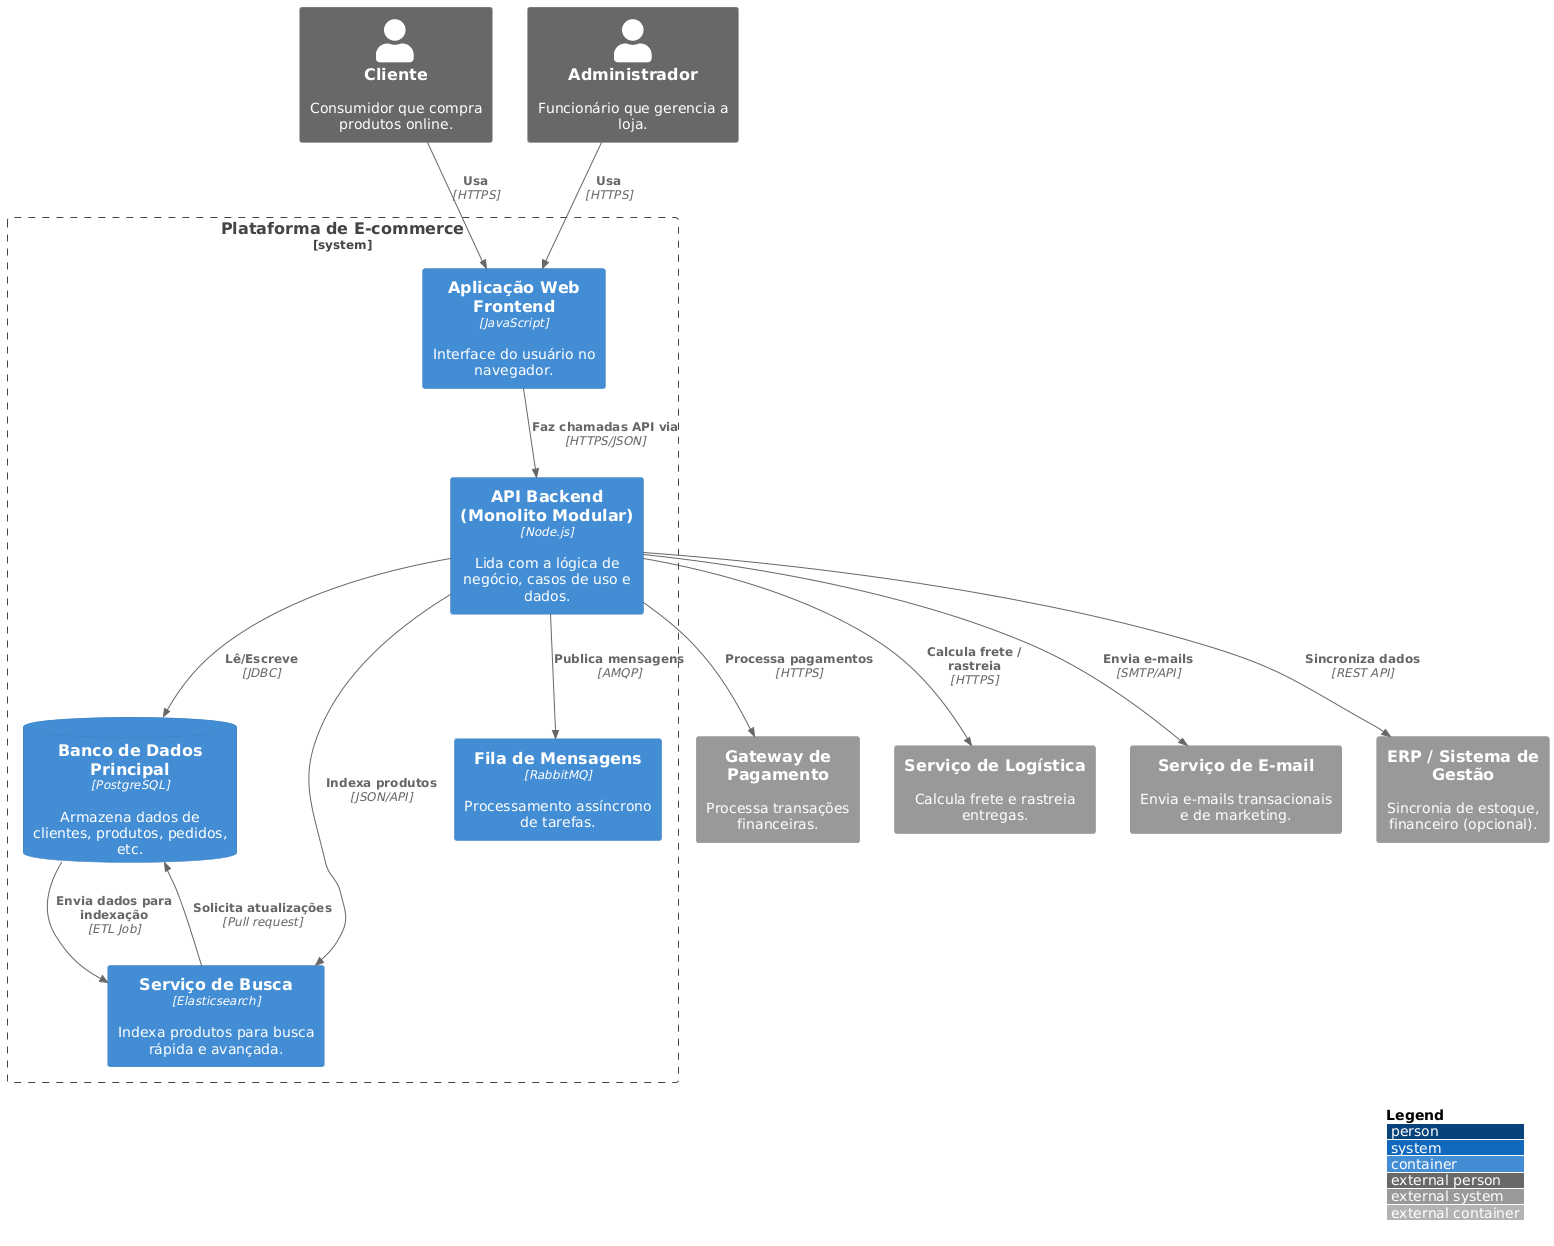 Cliente
Consumidor que compra
produtos online.
Administrador
Funcionário que gerencia a
loja.
Usa
[HTTPS]
Usa
[HTTPS]
Plataforma de E-commerce
[system]
Aplicação Web
Frontend
[JavaScript]
Interface do usuário no
navegador.
Faz chamadas API via
[HTTPS/JSON]
API Backend
(Monolito Modular)
[Node.js]
Lida com a lógica de
negócio, casos de uso e
dados.
Lê/Escreve
[JDBC]
Publica mensagens
[AMQP]
Processa pagamentos
[HTTPS]
Calcula frete /
rastreia
[HTTPS]
Envia e-mails
[SMTP/API]
Sincroniza dados
[REST API]
Banco de Dados
Principal
[PostgreSQL]
Armazena dados de
clientes, produtos, pedidos,
etc.
Indexa produtos
[JSON/API]
Fila de Mensagens
[RabbitMQ]
Processamento assíncrono
de tarefas.
Gateway de
Pagamento
Processa transações
financeiras.
Serviço de Logística
Calcula frete e rastreia
entregas.
Serviço de E-mail
Envia e-mails transacionais
e de marketing.
ERP / Sistema de
Gestão
Sincronia de estoque,
financeiro (opcional).
Envia dados para
indexação
[ETL Job]
Solicita atualizações
[Pull request]
Serviço de Busca
[Elasticsearch]
Indexa produtos para busca
rápida e avançada.
Legend
person
system
container
external person
external system
external container